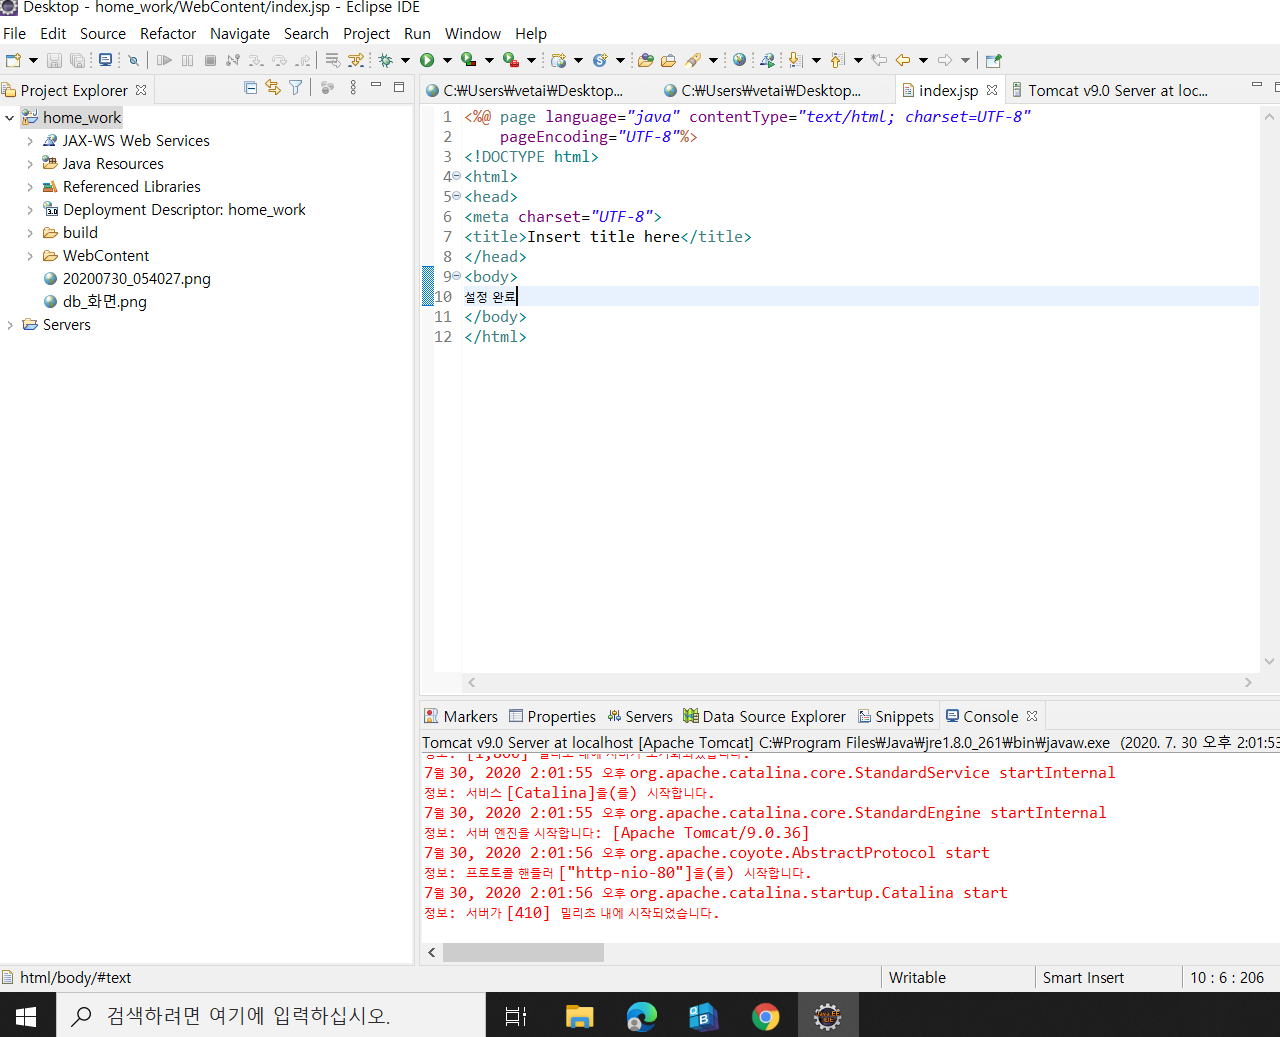 Desktop - home_work/WebContent/index.jsp - Eclipse IDE
File Edit Source Refactor Navigate Search Project Run Window Help
Project Explorer
C:₩Users₩vetai₩Desktop...
C:₩Users₩vetai₩Desktop...
index.jsp
Tomcat v9.0 Server at loc...
home_work
JAX-WS Web Services
Java Resources
Referenced Libraries
Deployment Descriptor: home_work
build
WebContent
20200730_054027.png
db_화면.png
Servers
1 <%@ page language="java" contentType="text/html; charset=UTF-8"
2 pageEncoding="UTF-8"%>
3 <!DOCTYPE html>
4 <html>
5 <head>
6 <meta charset="UTF-8">
7 <title>Insert title here</title>
8 </head>
9 <body>
10 설정 완료
11 </body>
12 </html>
Markers Properties Servers Data Source Explorer Snippets Console
Tomcat v9.0 Server at localhost [Apache Tomcat] C:₩Program Files₩Java₩jre1.8.0_261₩bin₩javaw.exe (2020. 7. 30 오후 2:01:53
7월 30, 2020 2:01:55 오후 org.apache.catalina.core.StandardService startInternal
정보: 서비스 [Catalina]을(를) 시작합니다.
7월 30, 2020 2:01:55 오후 org.apache.catalina.core.StandardEngine startInternal
정보: 서버 엔진을 시작합니다: [Apache Tomcat/9.0.36]
7월 30, 2020 2:01:56 오후 org.apache.coyote.AbstractProtocol start
정보: 프로토콜 핸들러 ["http-nio-80"]을(를) 시작합니다.
7월 30, 2020 2:01:56 오후 org.apache.catalina.startup.Catalina start
정보: 서버가 [410] 밀리초 내에 시작되었습니다.
html/body/#text
Writable
Smart Insert
10 : 6 : 206
검색하려면 여기에 입력하십시오.